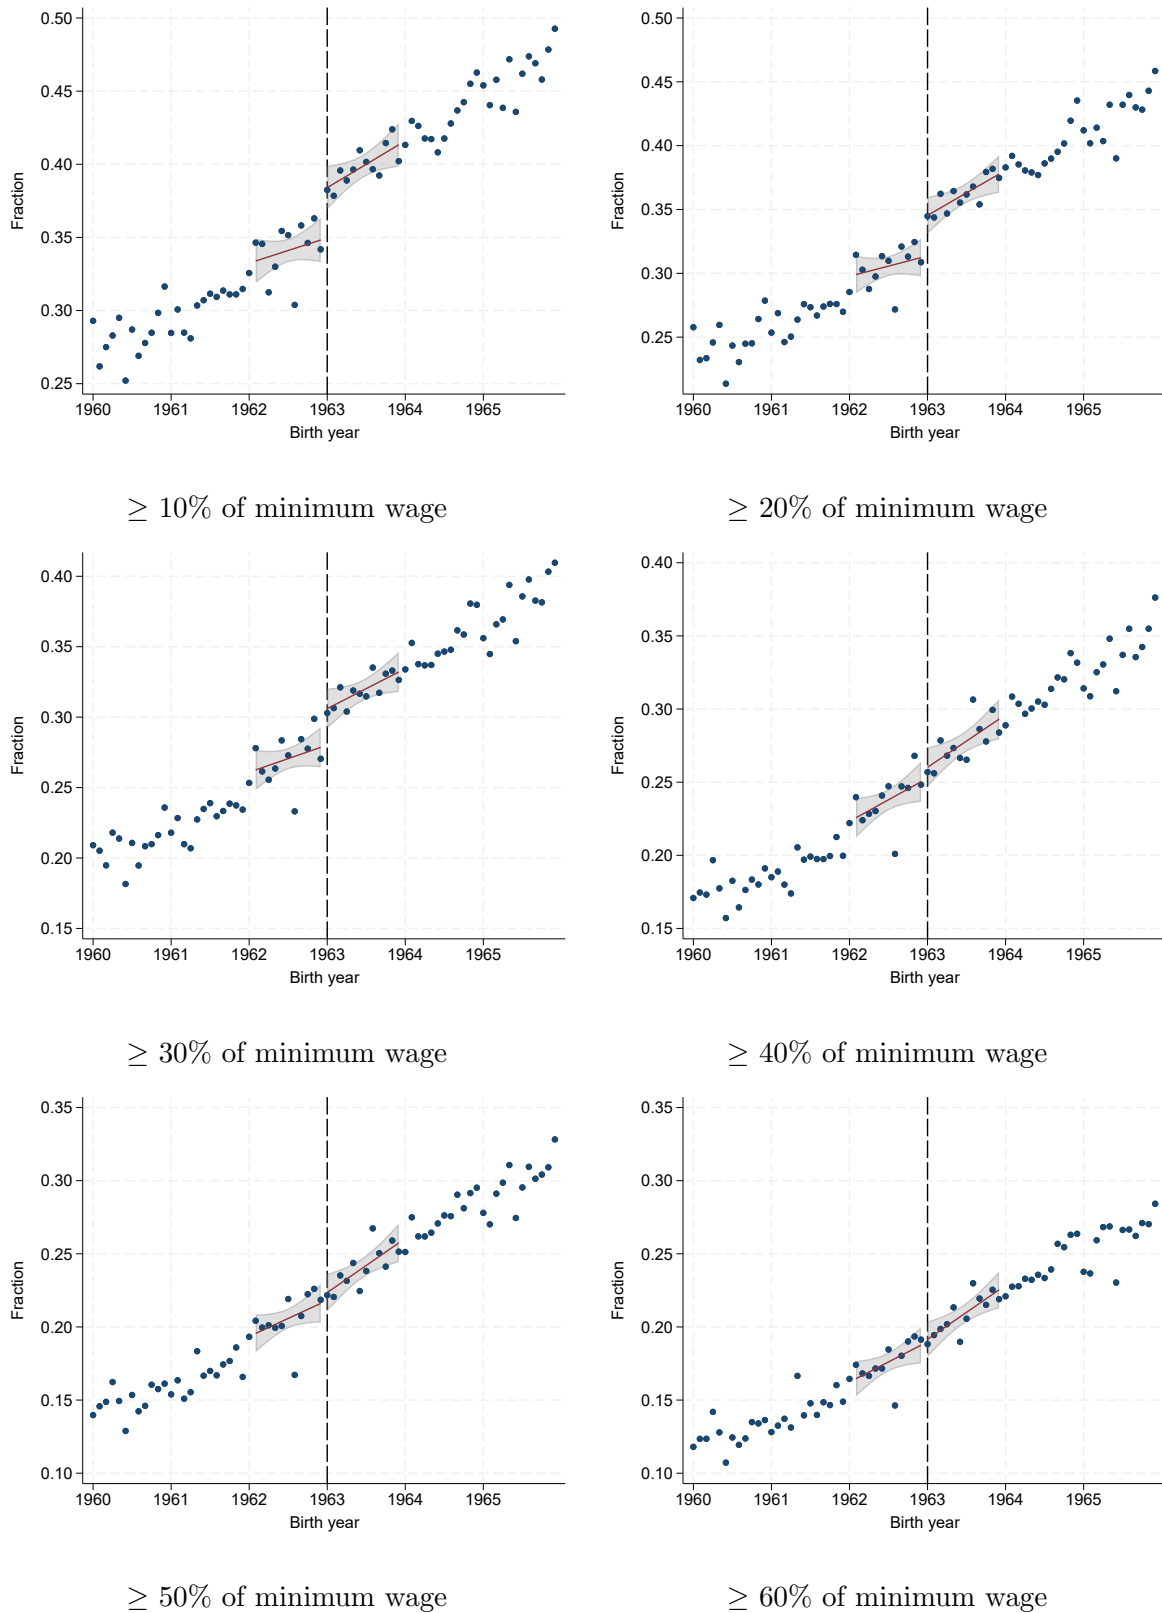 0.50
0.45
0.40
0.35
0.30
0.25
Fraction
1960 1961 1962 1963 1964 1965
Birth year
≥ 10% of minimum wage
0.50
0.45
0.40
0.35
0.30
0.25
Fraction
1960 1961 1962 1963 1964 1965
Birth year
≥ 20% of minimum wage
0.40
0.35
0.30
0.25
0.20
0.15
Fraction
1960 1961 1962 1963 1964 1965
Birth year
≥ 30% of minimum wage
0.40
0.35
0.30
0.25
0.20
0.15
Fraction
1960 1961 1962 1963 1964 1965
Birth year
≥ 40% of minimum wage
0.35
0.30
0.25
0.20
0.15
0.10
Fraction
1960 1961 1962 1963 1964 1965
Birth year
≥ 50% of minimum wage
0.35
0.30
0.25
0.20
0.15
0.10
Fraction
1960 1961 1962 1963 1964 1965
Birth year
≥ 60% of minimum wage